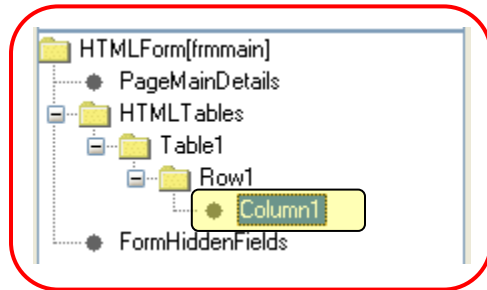 HTMLForm[frmmain]
PageMainDetails
HTMLTables
Table1
Row1
Column1
FormHiddenFields